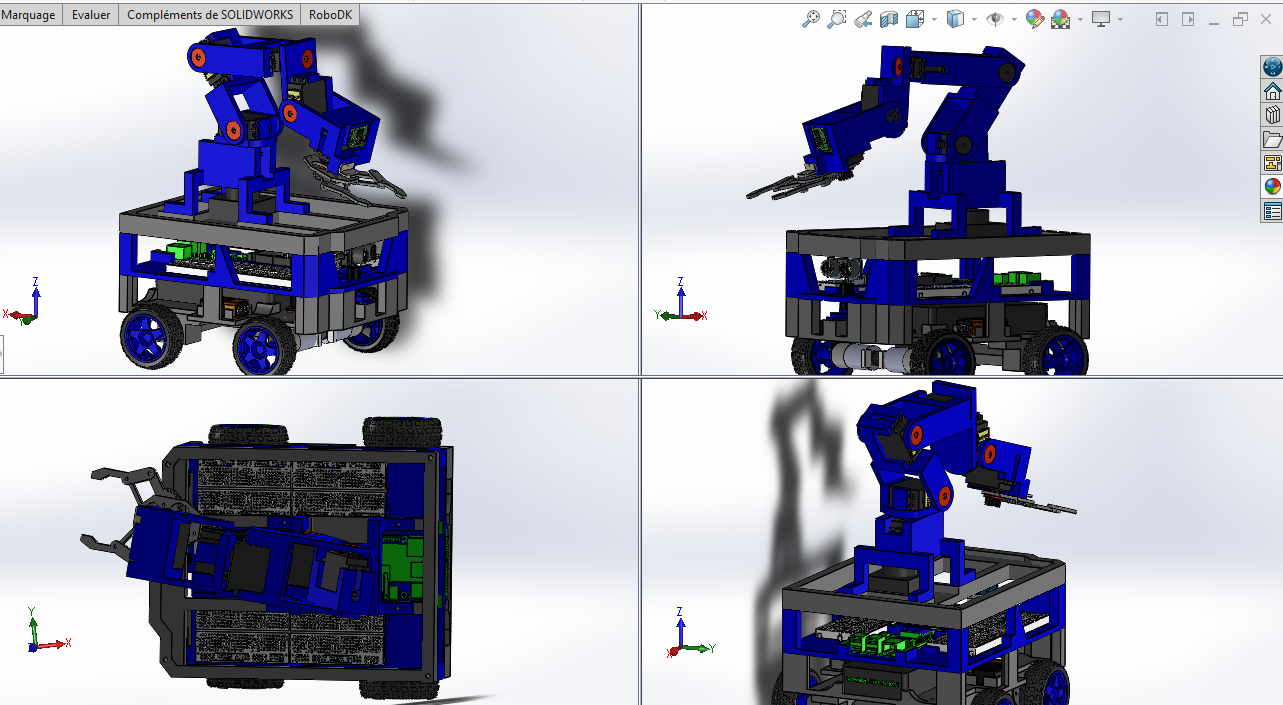 Marquage
Evaluer
Compléments de SOLIDWORKS
RoboDK
Z
X
Y
Z
Y
X
Y
X
Z
Z
X
Y